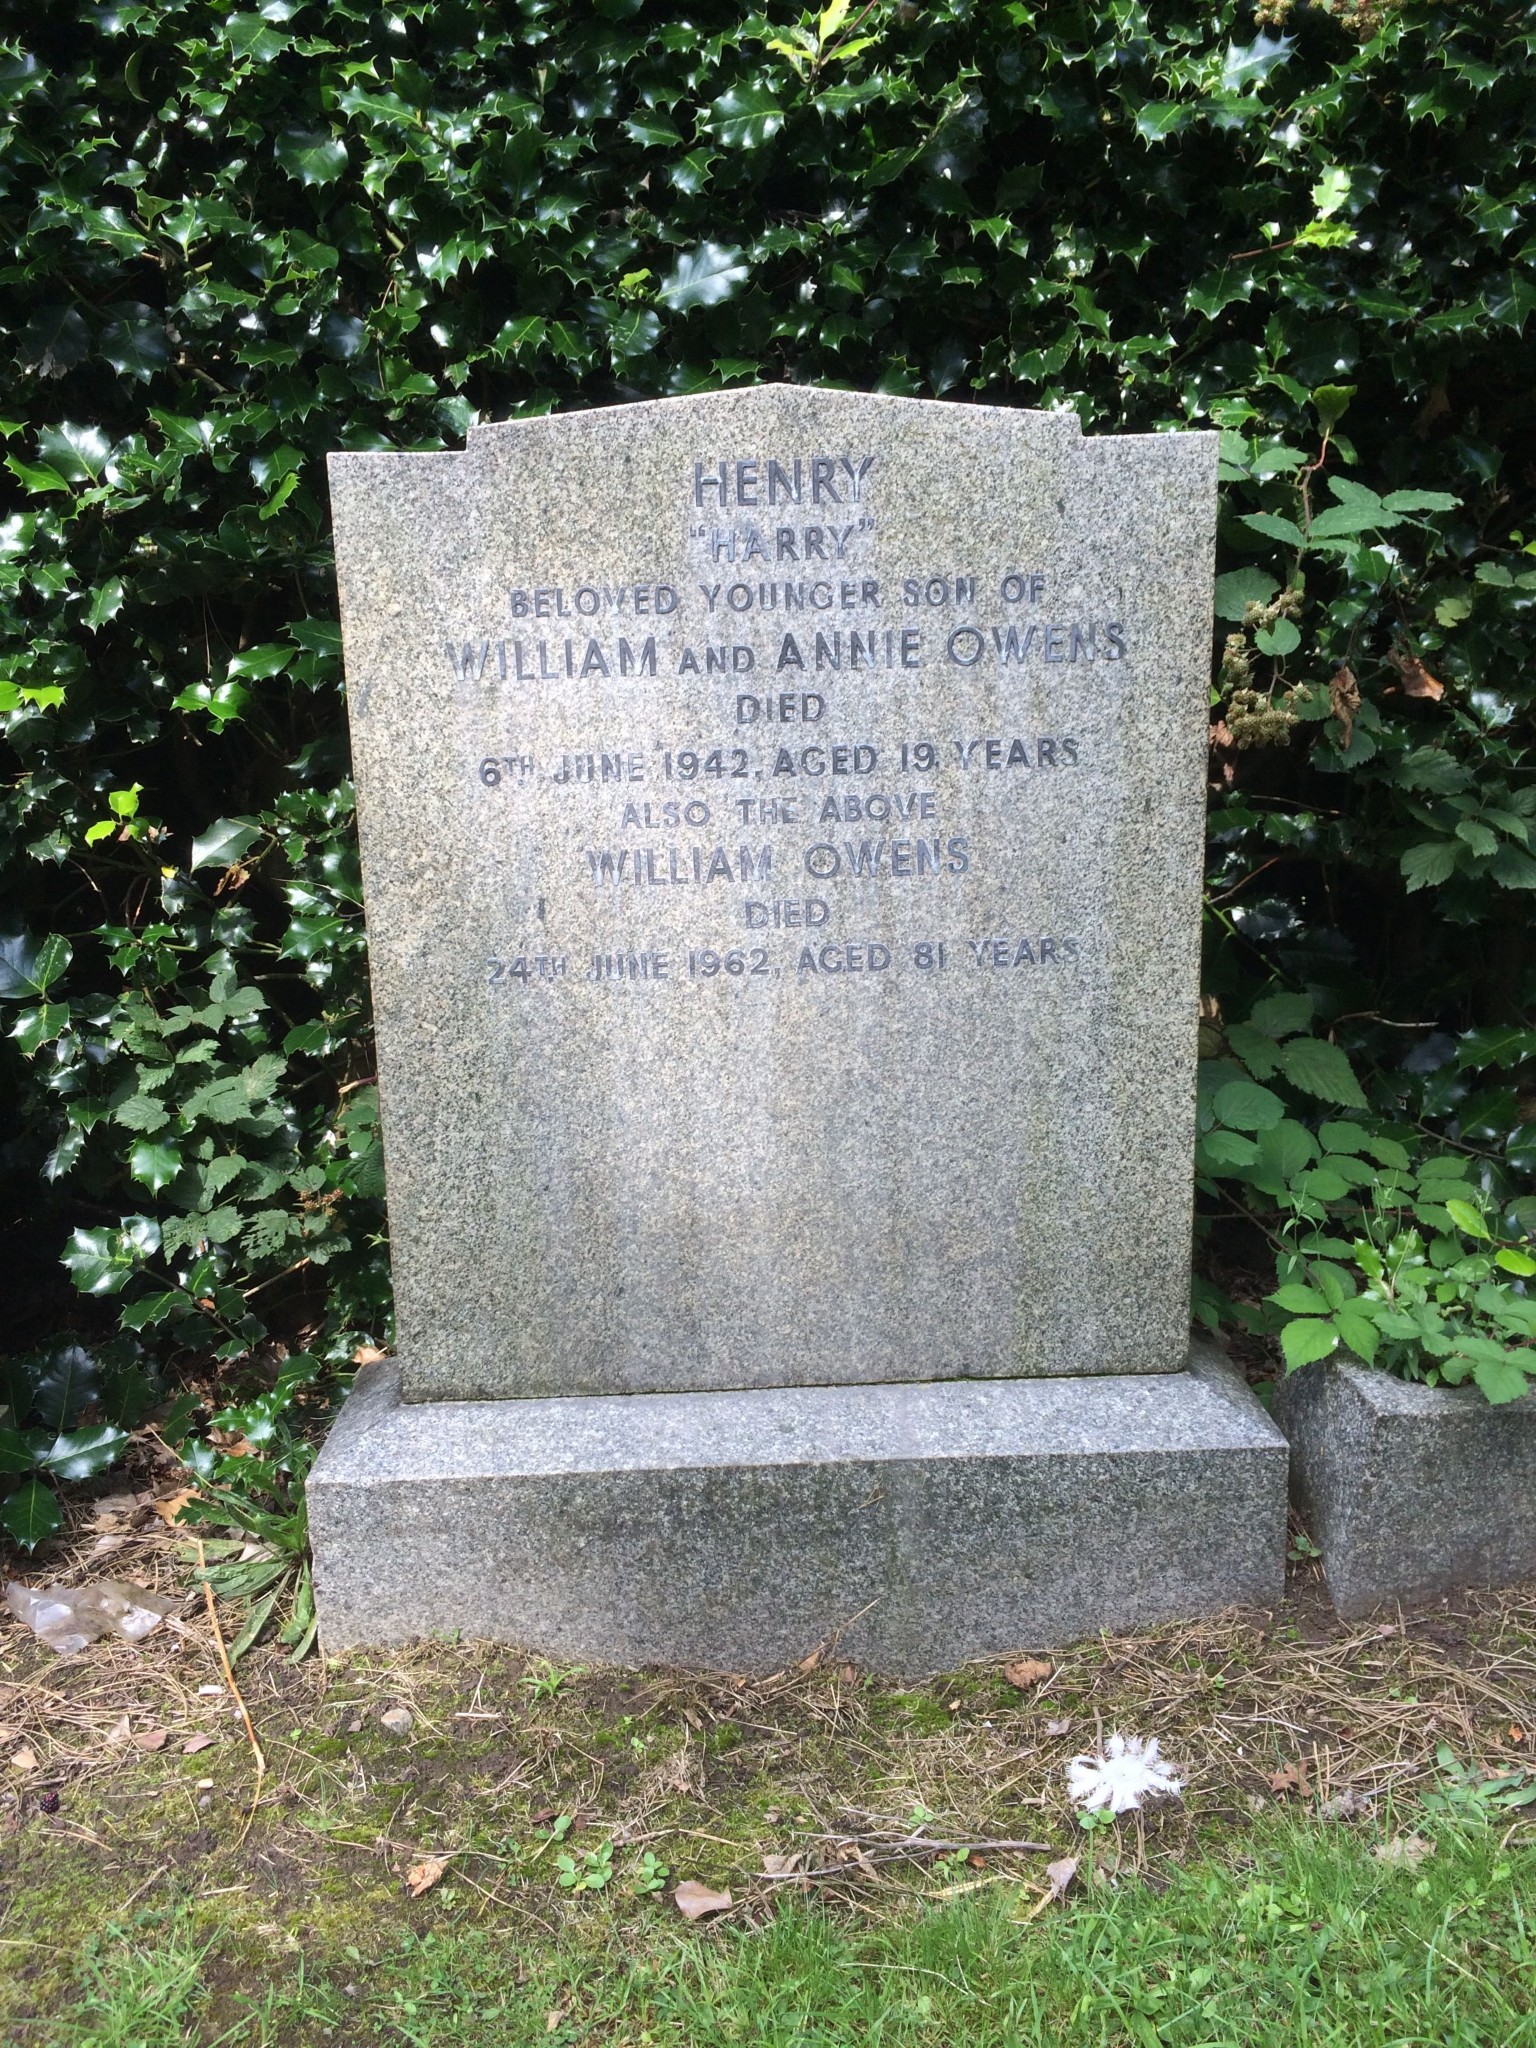 HENRY
"HARRY"
BELOVED YOUNGER SON OF
WILLIAM AND ANNIE OWENS
DIED
6TH JUNE 1942, AGED 19 YEARS
ALSO THE ABOVE
WILLIAM OWENS
DIED
24TH JUNE 1962, AGED 81 YEARS